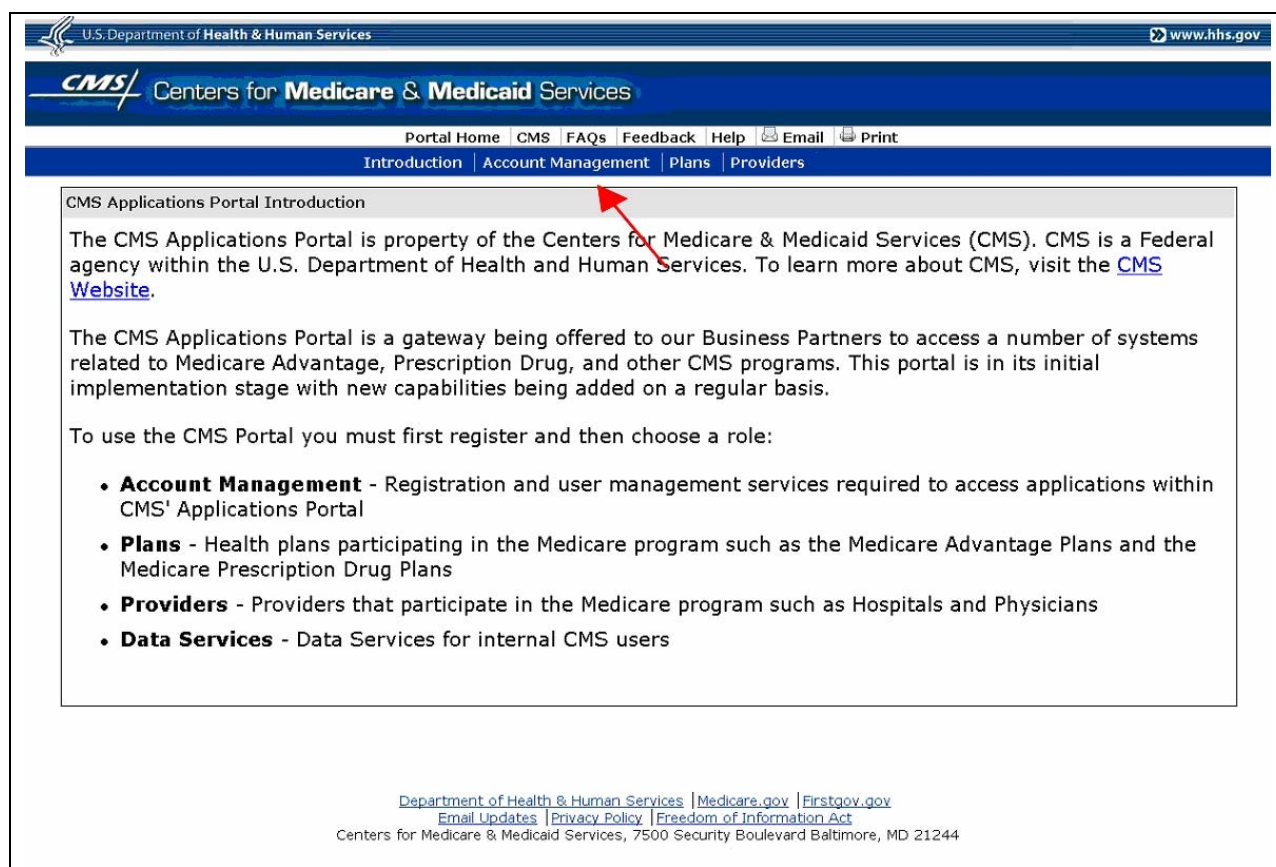 U.S. Department of Health & Human Services
www.hhs.gov
CMS/ Centers for Medicare & Medicaid Services
Portal Home | CMS | FAQs | Feedback | Help | Email | Print
Introduction | Account Management | Plans | Providers
CMS Applications Portal Introduction
The CMS Applications Portal is property of the Centers for Medicare & Medicaid Services (CMS). CMS is a Federal
agency within the U.S. Department of Health and Human Services. To learn more about CMS, visit the CMS
Website.
The CMS Applications Portal is a gateway being offered to our Business Partners to access a number of systems
related to Medicare Advantage, Prescription Drug, and other CMS programs. This portal is in its initial
implementation stage with new capabilities being added on a regular basis.
To use the CMS Portal you must first register and then choose a role:
• Account Management - Registration and user management services required to access applications within
CMS' Applications Portal
• Plans - Health plans participating in the Medicare program such as the Medicare Advantage Plans and the
Medicare Prescription Drug Plans
• Providers - Providers that participate in the Medicare program such as Hospitals and Physicians
• Data Services - Data Services for internal CMS users
Department of Health & Human Services | Medicare.gov | Firstgov.gov
Email Updates | Privacy Policy | Freedom of Information Act
Centers for Medicare & Medicaid Services, 7500 Security Boulevard Baltimore, MD 21244